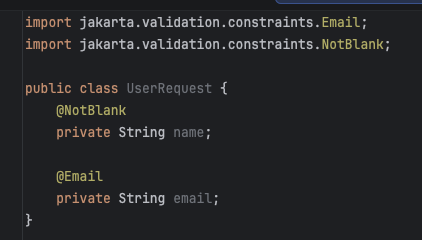 import jakarta.validation.constraints.Email;
import jakarta.validation.constraints.NotBlank;

public class UserRequest {
    @NotBlank
    private String name;

    @Email
    private String email;
}